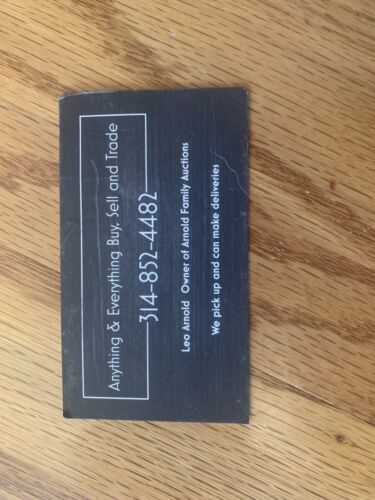 Anything & Everything Buy, Sell and Trade
314-852-4482
Leo Arnold Owner of Arnold Family Auctions
We pick up and can make deliveries